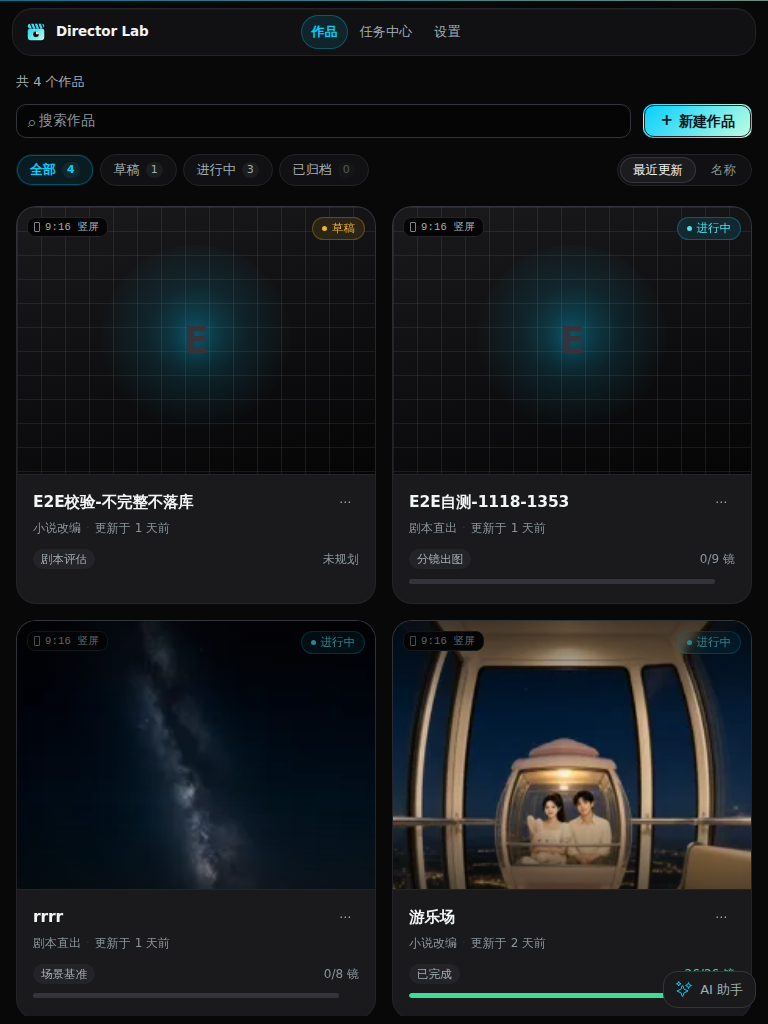 Director Lab 作品 任务中心 设置
共 4 个作品
搜索作品 + 新建作品
全部 4 草稿 1 进行中 3 已归档 0 最近更新 名称
9:16 竖屏 草稿
E
E2E校验-不完整不落库 ...
小说改编 · 更新于 1 天前
剧本评估 未规划
9:16 竖屏 进行中
E
E2E自测-1118-1353 ...
剧本直出 · 更新于 1 天前
分镜出图 0/9 镜
9:16 竖屏 进行中
rrrr ...
剧本直出 · 更新于 1 天前
场景基准 0/8 镜
9:16 竖屏 进行中
游乐场 ...
小说改编 · 更新于 2 天前
已完成
AI 助手